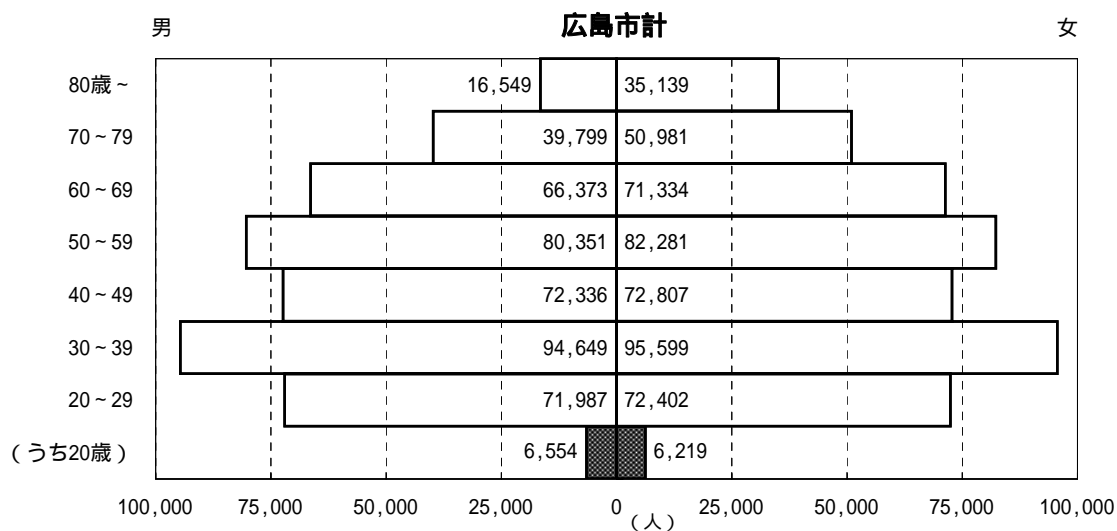 男 広島市計 女
80歳~ 16,549 35,139
70~79 39,799 50,981
60~69 66,373 71,334
50~59 80,351 82,281
40~49 72,336 72,807
30~39 94,649 95,599
20~29 71,987 72,402
(うち20歳) 6,554 6,219
100,000 75,000 50,000 25,000 0 25,000 50,000 75,000 100,000
(人)